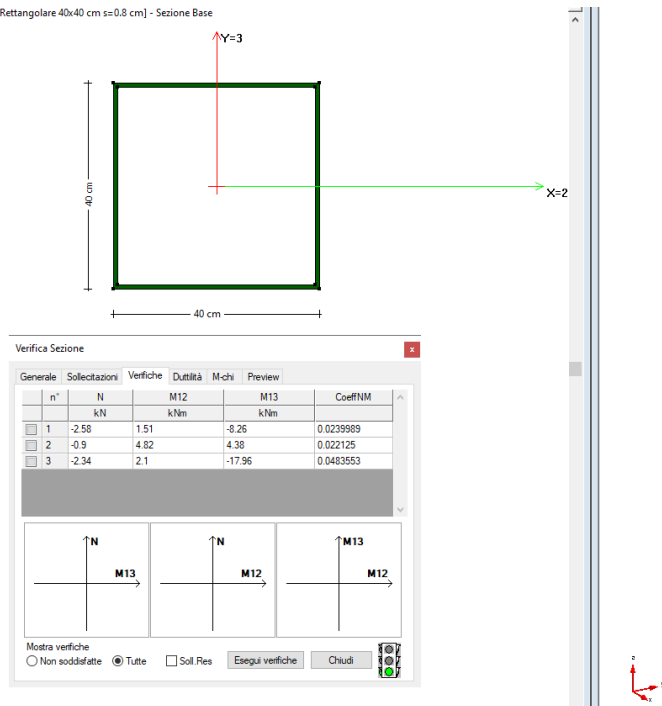 Rettangolare 40x40 cm s=0.8 cm] - Sezione Base
Y=3
40 cm
X=2
40 cm
Verifica Sezione
x
Generale Sollecitazioni Verifiche Duttilità M-chi Preview
n° N M12 M13 CoeffNM
kN kNm kNm
1 -2.58 1.51 -8.26 0.0239989
2 -0.9 4.82 4.38 0.022125
3 -2.34 2.1 -17.96 0.0483553
N N M13
M13 M12 M12
Mostra verifiche
Non soddisfatte Tutte Soll.Res Esegui verifiche Chiudi
z
x